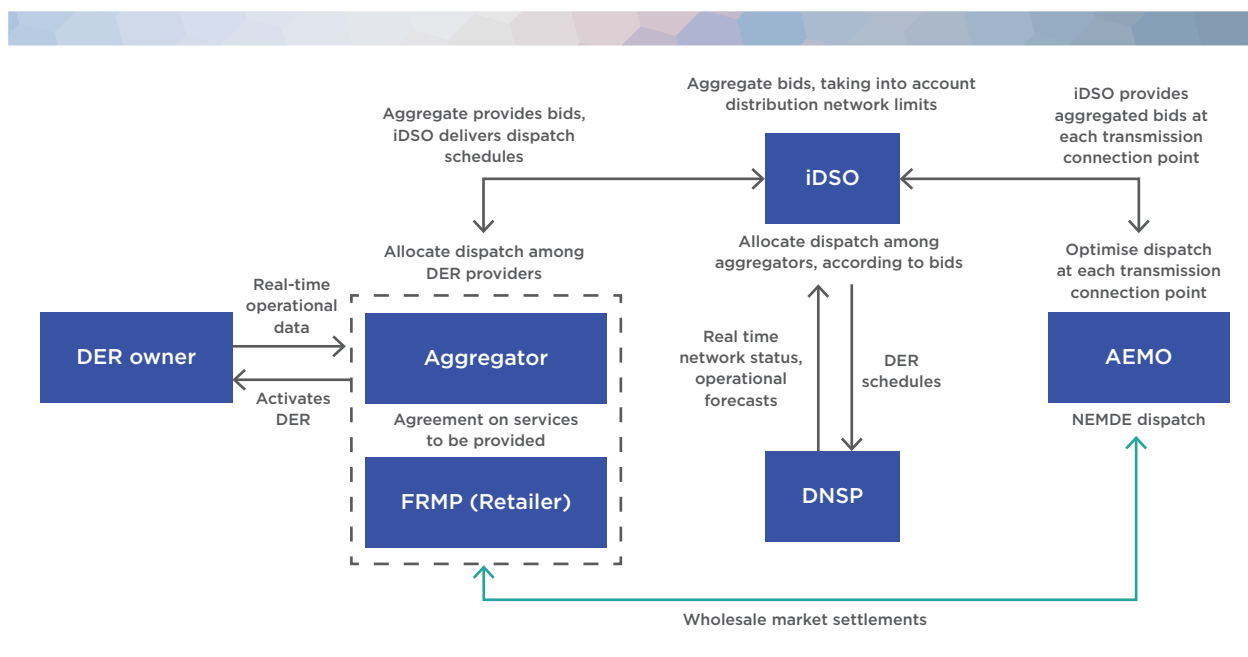 Aggregate bids, taking into account
distribution network limits
iDSO provides
aggregated bids at
each transmission
connection point
Aggregate provides bids,
iDSO delivers dispatch
schedules
iDSO
Allocate dispatch among
DER providers
Allocate dispatch among
aggregators, according to bids
Optimise dispatch
at each transmission
connection point
Real-time
operational
data
DER owner
Activates
DER
Aggregator
Agreement on services
to be provided
FRMP (Retailer)
Real time
network status,
operational
forecasts
DER
schedules
DNSP
AEMO
NEMDE dispatch
Wholesale market settlements